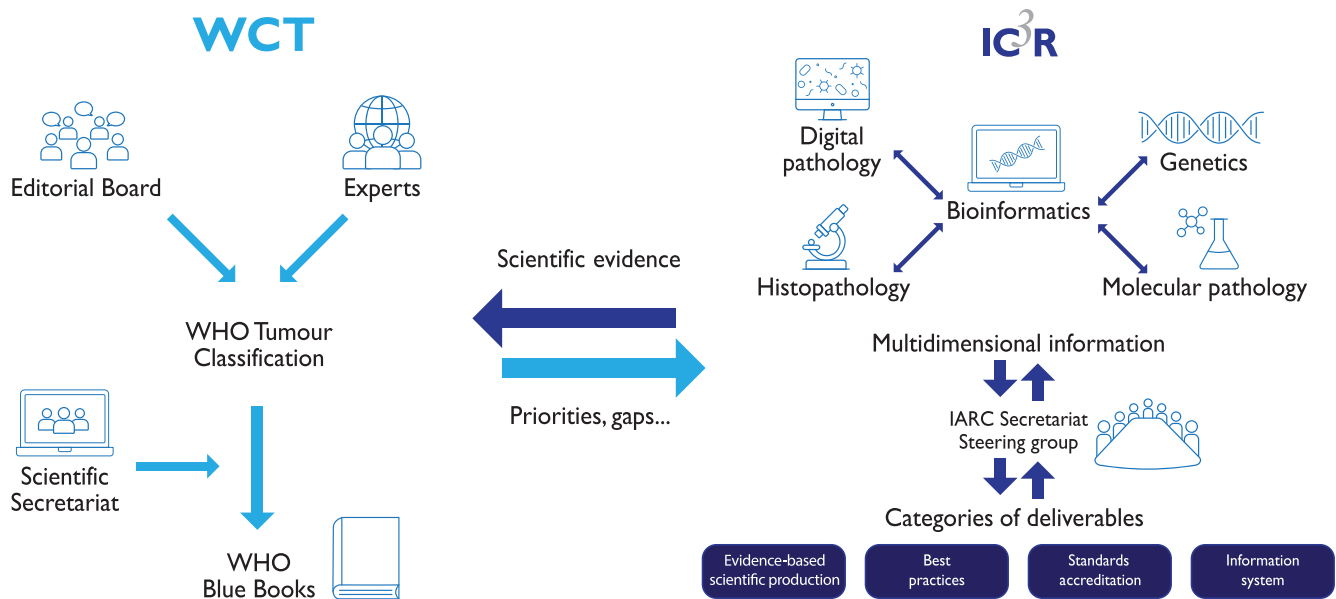 WCT
Editorial Board
Experts
WHO Tumour
Classification
Scientific
Secretariat
WHO
Blue Books
Scientific evidence
Priorities, gaps...
IC3R
Digital
pathology
Bioinformatics
Genetics
Histopathology
Molecular pathology
Multidimensional information
IARC Secretariat
Steering group
Categories of deliverables
Evidence-based
scientific production
Best
practices
Standards
accreditation
Information
system